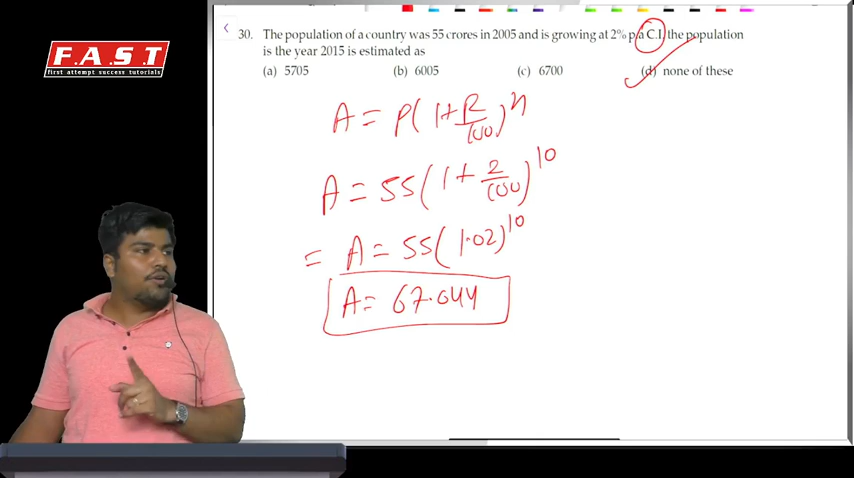 F.A.S.T
first attempt success tutorials
30. The population of a country was 55 crores in 2005 and is growing at 2% p.a C.I. the population
is the year 2015 is estimated as
(a) 5705 (b) 6005 (c) 6700 (d) none of these
A = P(1+R/100)^n
A = 55(1+2/100)^10
= A = 55(1.02)^10
A = 67.044